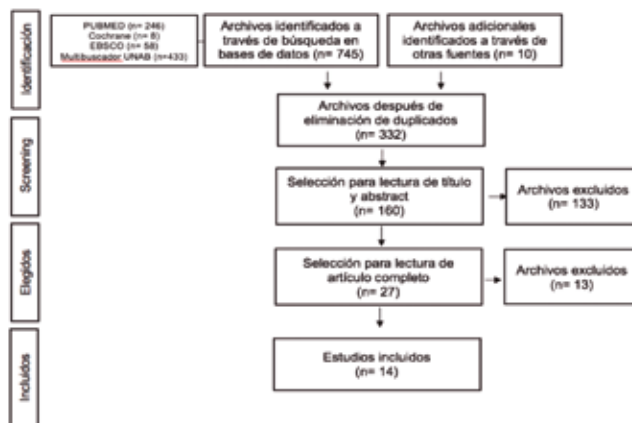 Identificación
PUBMED (n= 246)
Cochrane (n= 8)
EBSCO (n= 58)
Multibuscador UNAB (n=433)
Archivos identificados a
través de búsqueda en
bases de datos (n= 745)
Archivos adicionales
identificados a través de
otras fuentes (n= 10)
Screening
Archivos después de
eliminación de duplicados
(n= 332)
Selección para lectura de título
y abstract
(n= 160)
Archivos excluidos
(n= 133)
Elegidos
Selección para lectura de
artículo completo
(n= 27)
Archivos excluidos
(n= 13)
Incluidos
Estudios incluidos
(n= 14)